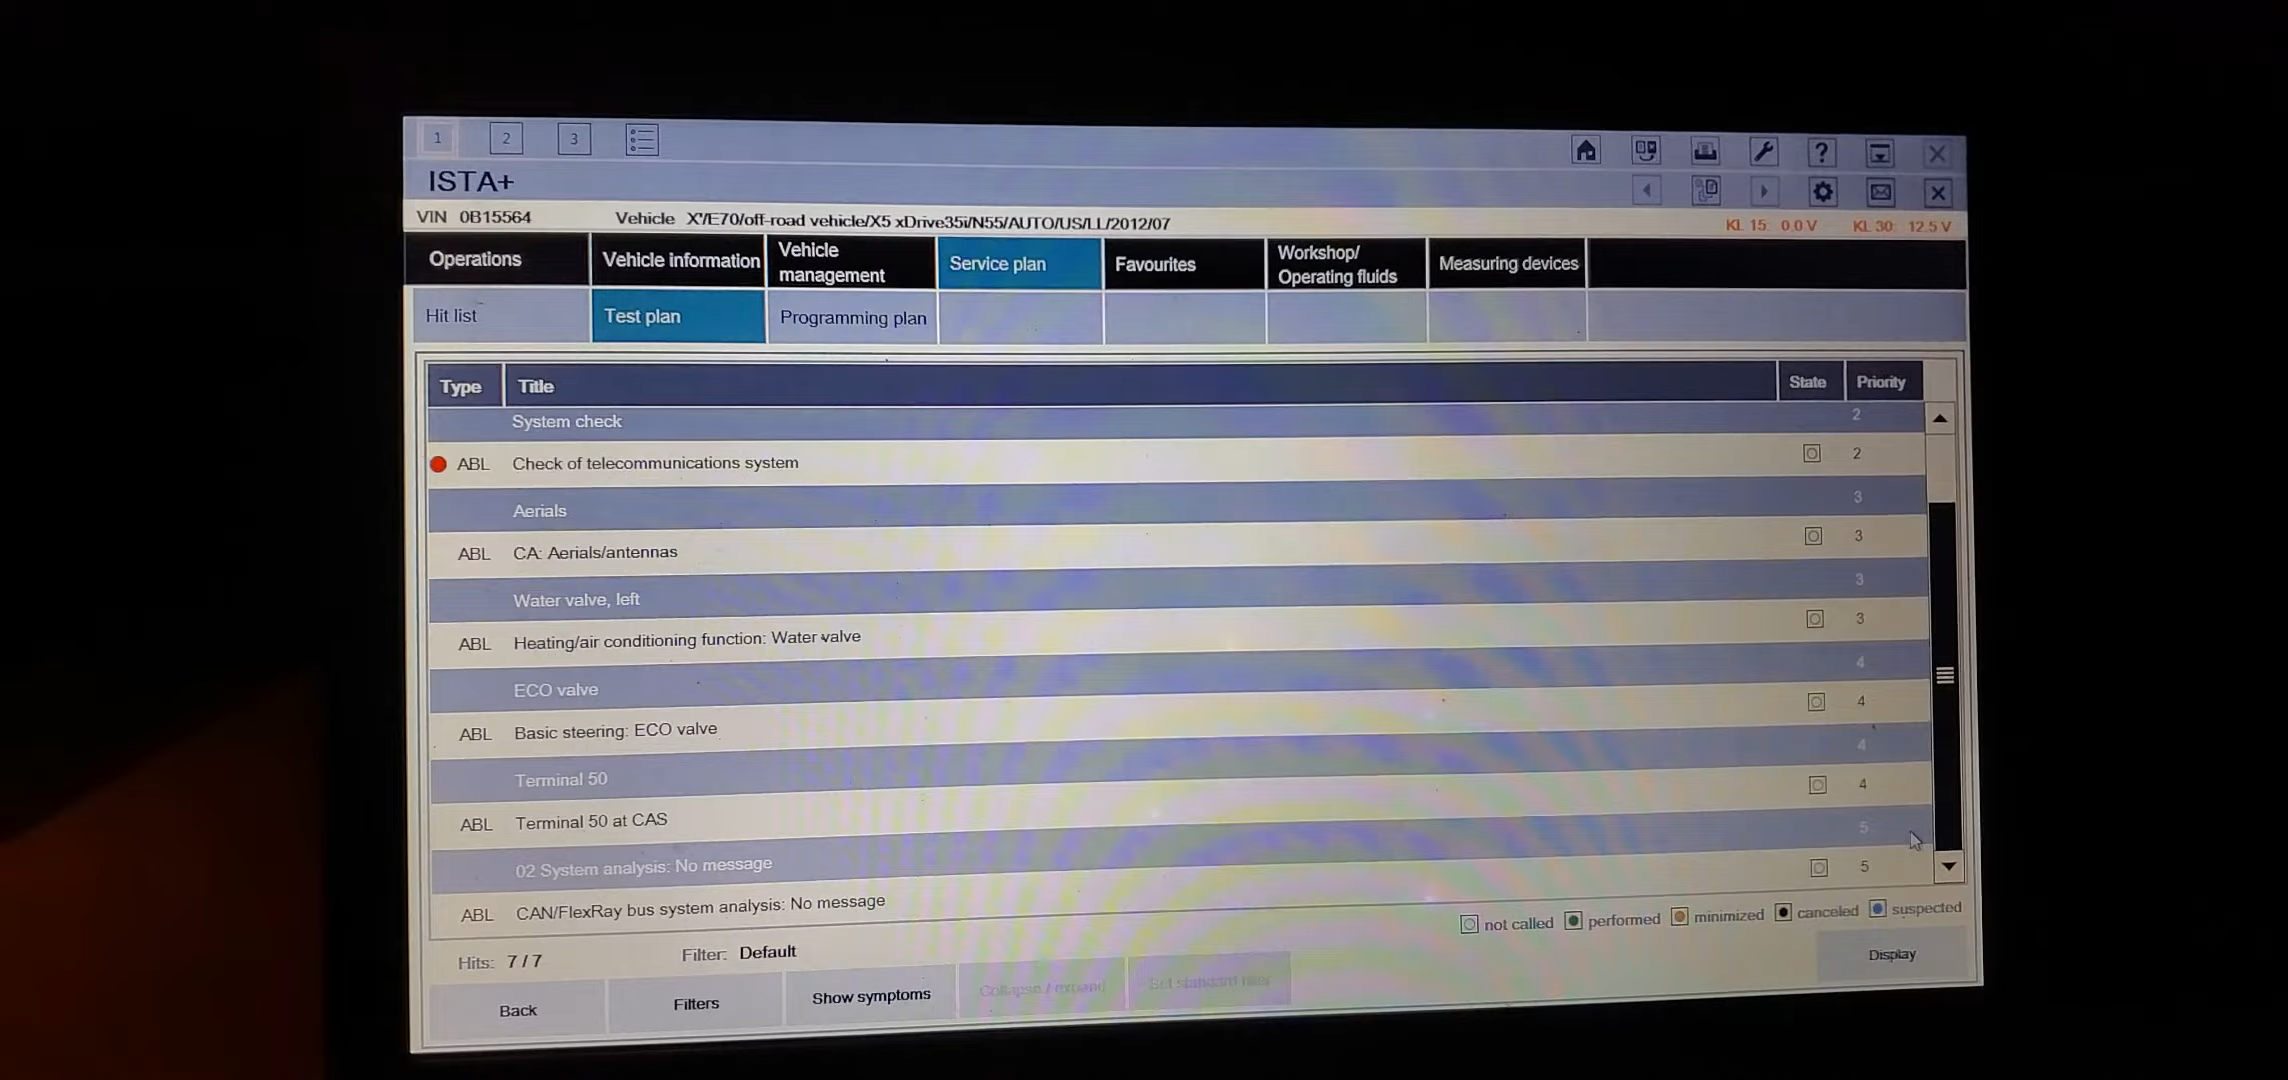 1 2 3
ISTA+
VIN 0B15564 Vehicle X'/E70/off-road vehicle/X5 xDrive35i/N55/AUTO/US/LL/2012/07 KL 15: 0.0 V KL 30: 12.5 V
Operations Vehicle information Vehicle management Service plan Favourites Workshop/ Operating fluids Measuring devices
Hit list Test plan Programming plan
Type Title State Priority
System check 2
ABL Check of telecommunications system 2
Aerials 3
ABL CA: Aerials/antennas 3
Water valve, left 3
ABL Heating/air conditioning function: Water valve 3
ECO valve 4
ABL Basic steering: ECO valve 4
Terminal 50 4
ABL Terminal 50 at CAS 4
02 System analysis: No message 5
ABL CAN/FlexRay bus system analysis: No message 5
not called performed minimized canceled suspected
Hits: 7 / 7 Filter: Default
Back Filters Show symptoms Collapse / expand Set standard filter Display